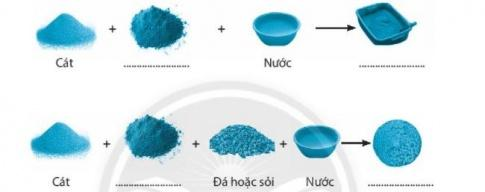 + + →
Cát ...................... Nước ......................
+ + + →
Cát ...................... Đá hoặc sỏi Nước ......................